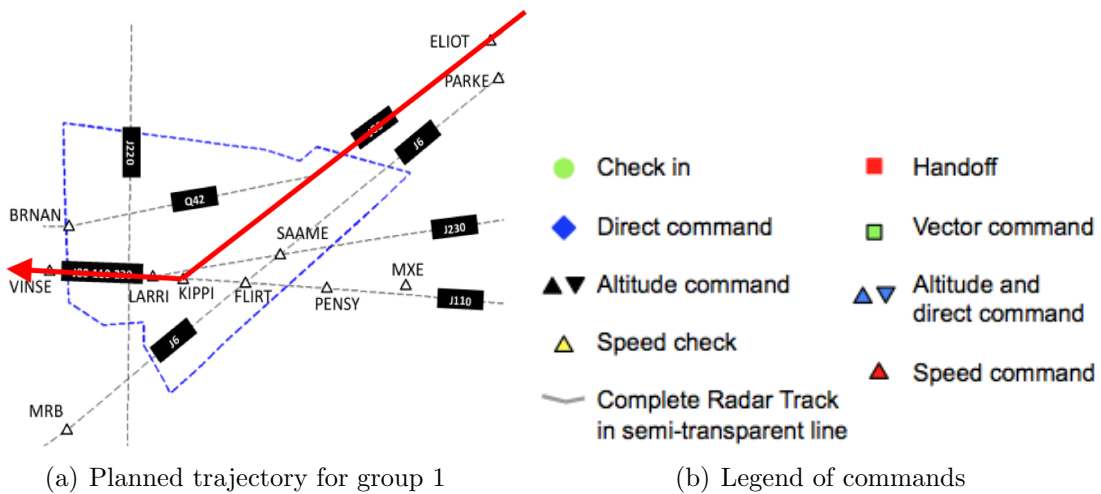 ELIOT
PARKE
J6
J220
Q42
BRNAN
SAAME
J230
VINSE
LARRI
KIPPI
FLIRT
MXE
PENSY
J110
J6
MRB
Check in
Handoff
Direct command
Vector command
Altitude command
Altitude and
direct command
Speed check
Speed command
Complete Radar Track
in semi-transparent line
(a) Planned trajectory for group 1
(b) Legend of commands